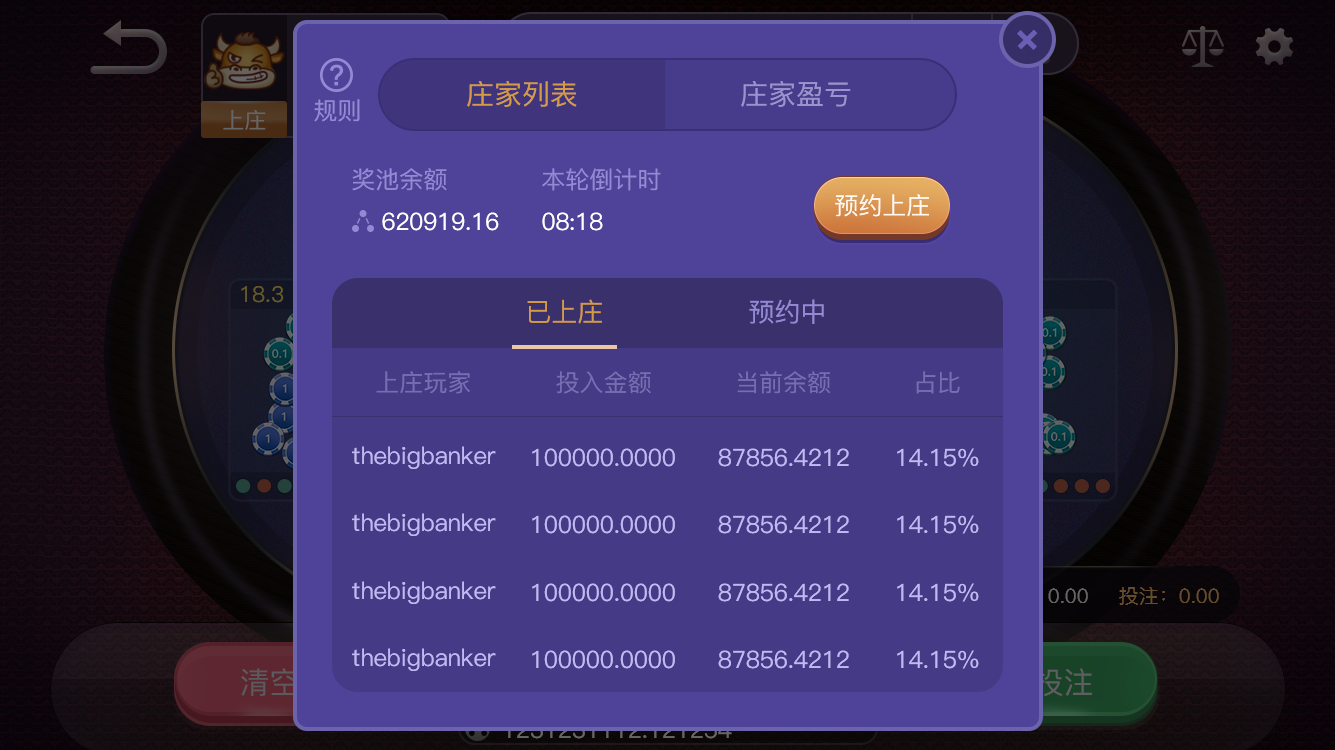 规则
庄家列表
庄家盈亏
上庄
奖池余额
本轮倒计时
620919.16
08:18
预约上庄
18.3
已上庄
预约中
上庄玩家 投入金额 当前余额 占比
thebigbanker 100000.0000 87856.4212 14.15%
thebigbanker 100000.0000 87856.4212 14.15%
thebigbanker 100000.0000 87856.4212 14.15%
thebigbanker 100000.0000 87856.4212 14.15%
0.1
1
1
1
0.1
0.1
0.1
0.00
投注：0.00
清空
投注